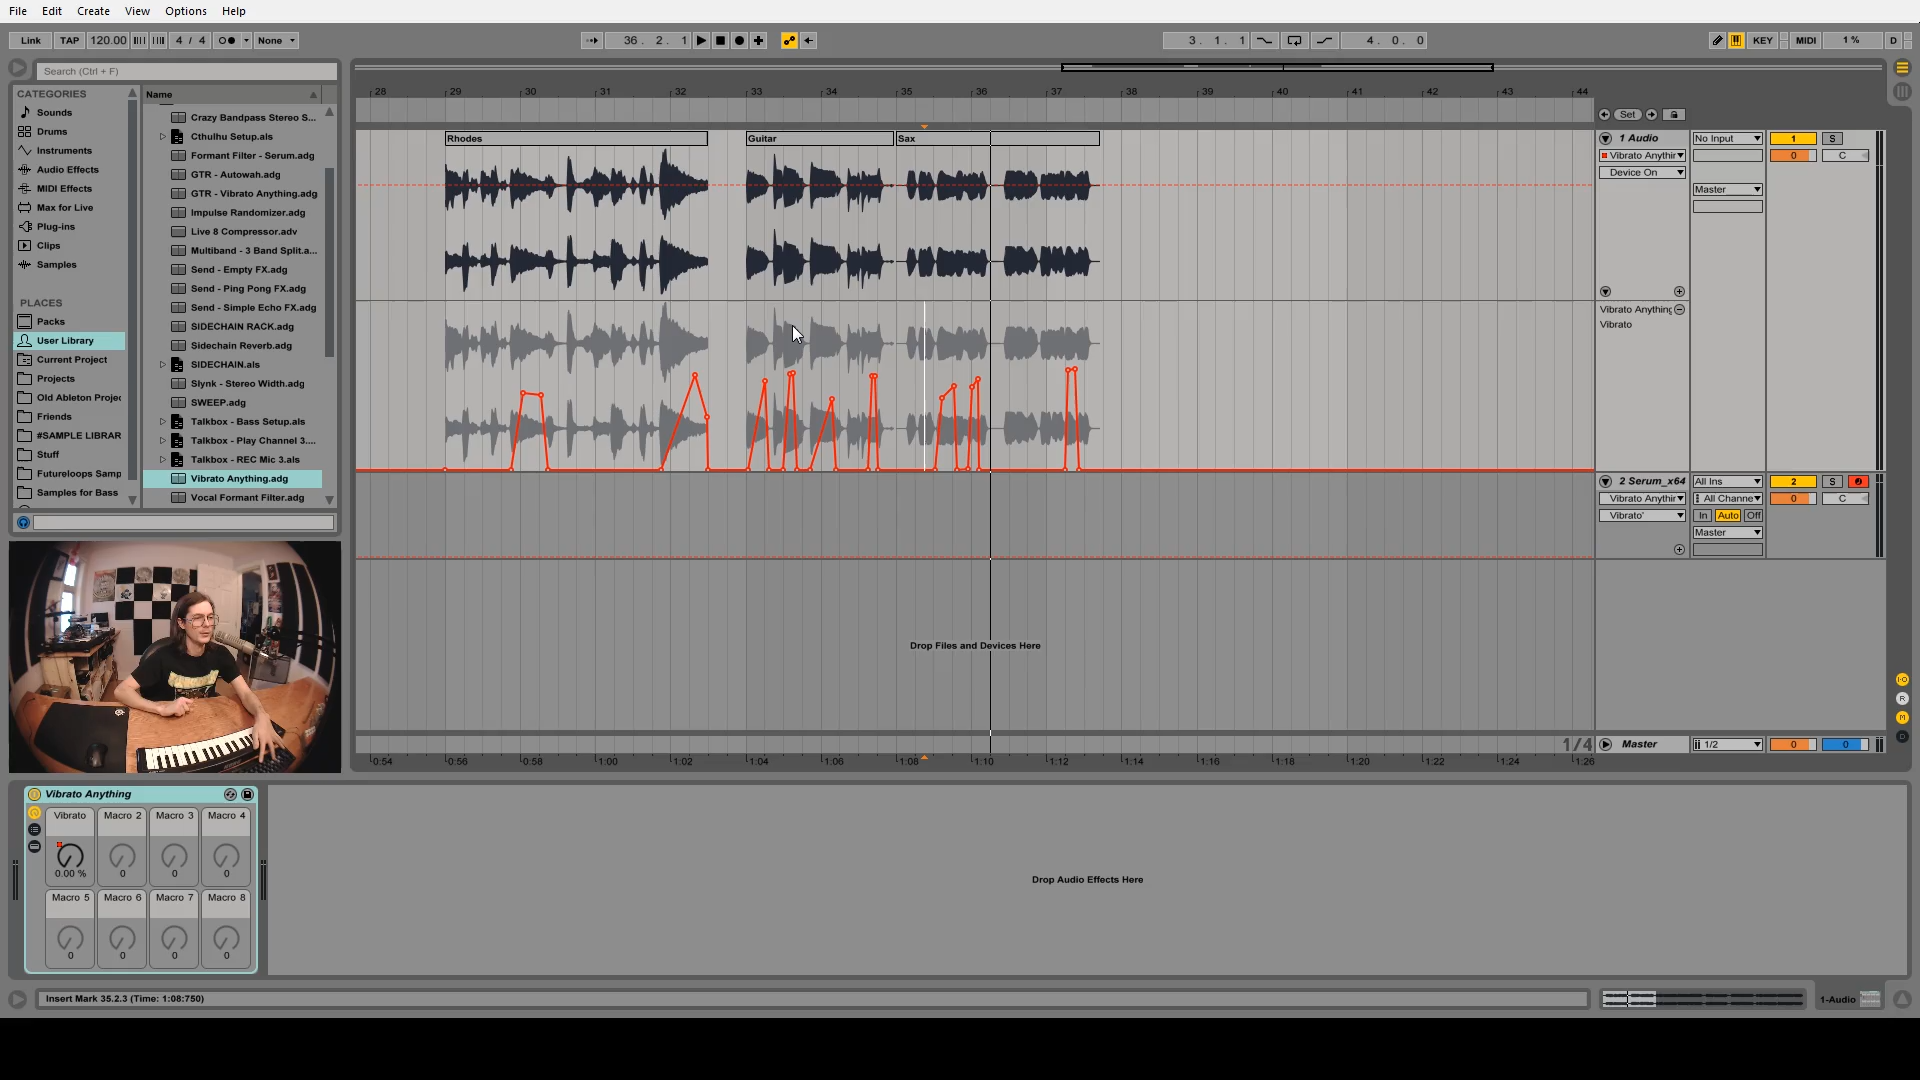 File Edit Create View Options Help
Link TAP 120.00 4 / 4 None 36. 2. 1 3. 1. 1 4. 0. 0 KEY MIDI 1 % D
Search (Ctrl + F)
CATEGORIES
Sounds
Drums
Instruments
Audio Effects
MIDI Effects
Max for Live
Plug-ins
Clips
Samples
PLACES
Packs
User Library
Current Project
Projects
Old Ableton Projec
Friends
#SAMPLE LIBRAR
Stuff
Futureloops Samp
Samples for Bass
Name
Crazy Bandpass Stereo S...
Cthulhu Setup.als
Formant Filter - Serum.adg
GTR - Autowah.adg
GTR - Vibrato Anything.adg
Impulse Randomizer.adg
Live 8 Compressor.adv
Multiband - 3 Band Split.a...
Send - Empty FX.adg
Send - Ping Pong FX.adg
Send - Simple Echo FX.adg
SIDECHAIN RACK.adg
Sidechain Reverb.adg
SIDECHAIN.als
Slynk - Stereo Width.adg
SWEEP.adg
Talkbox - Bass Setup.als
Talkbox - Play Channel 3....
Talkbox - REC Mic 3.als
Vibrato Anything.adg
Vocal Formant Filter.adg
28 29 30 31 32 33 34 35 36 37 38 39 40 41 42 43 44
Set
Rhodes Guitar Sax
1 Audio No Input 1 S
Vibrato Anythir 0 C
Device On
Master
Vibrato Anything
Vibrato
2 Serum_x64 All Ins 2 S
Vibrato Anythir All Channe 0 C
Vibrato' In Auto Off
Master
Drop Files and Devices Here
1/4 Master 1/2 0 0
0:54 0:56 0:58 1:00 1:02 1:04 1:06 1:08 1:10 1:12 1:14 1:16 1:18 1:20 1:22 1:24 1:26
Vibrato Anything
Vibrato Macro 2 Macro 3 Macro 4
0.00 % 0 0 0
Macro 5 Macro 6 Macro 7 Macro 8
0 0 0 0
Drop Audio Effects Here
Insert Mark 35.2.3 (Time: 1:08:750)
1-Audio